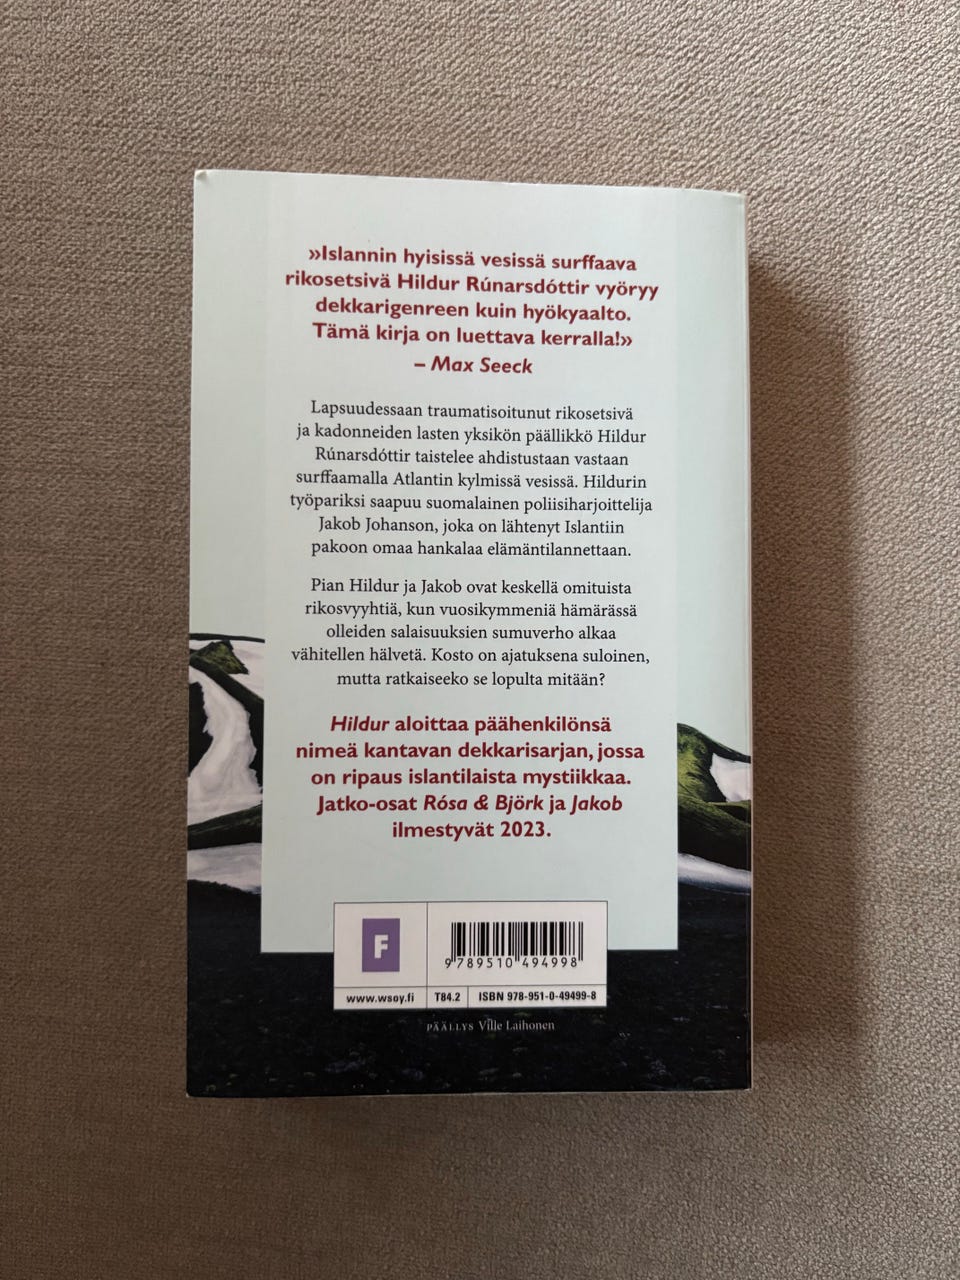 »Islannin hyisissä vesissä surffaava
rikosetsivä Hildur Rúnarsdóttir vyöryy
dekkarigenreen kuin hyökyaalto.
Tämä kirja on luettava kerralla!»
– Max Seeck
Lapsuudessaan traumatisoitunut rikosetsivä
ja kadonneiden lasten yksikön päällikkö Hildur
Rúnarsdóttir taistelee ahdistustaan vastaan
surffaamalla Atlantin kylmissä vesissä. Hildurin
työpariksi saapuu suomalainen poliisiharjoittelija
Jakob Johanson, joka on lähtenyt Islantiin
pakoon omaa hankalaa elämäntilannettaan.
Pian Hildur ja Jakob ovat keskellä omituista
rikosvyyhtiä, kun vuosikymmeniä hämärässä
olleiden salaisuuksien sumuverho alkaa
vähitellen hälvetä. Kosto on ajatuksena suloinen,
mutta ratkaiseeko se lopulta mitään?
Hildur aloittaa päähenkilönsä
nimeä kantavan dekkarisarjan, jossa
on ripaus islantilaista mystiikkaa.
Jatko-osat Rósa & Björk ja Jakob
ilmestyvät 2023.
F
9 789510 494998
www.wsoy.fi T84.2 ISBN 978-951-0-49499-8
PÄÄLLYS Ville Laihonen